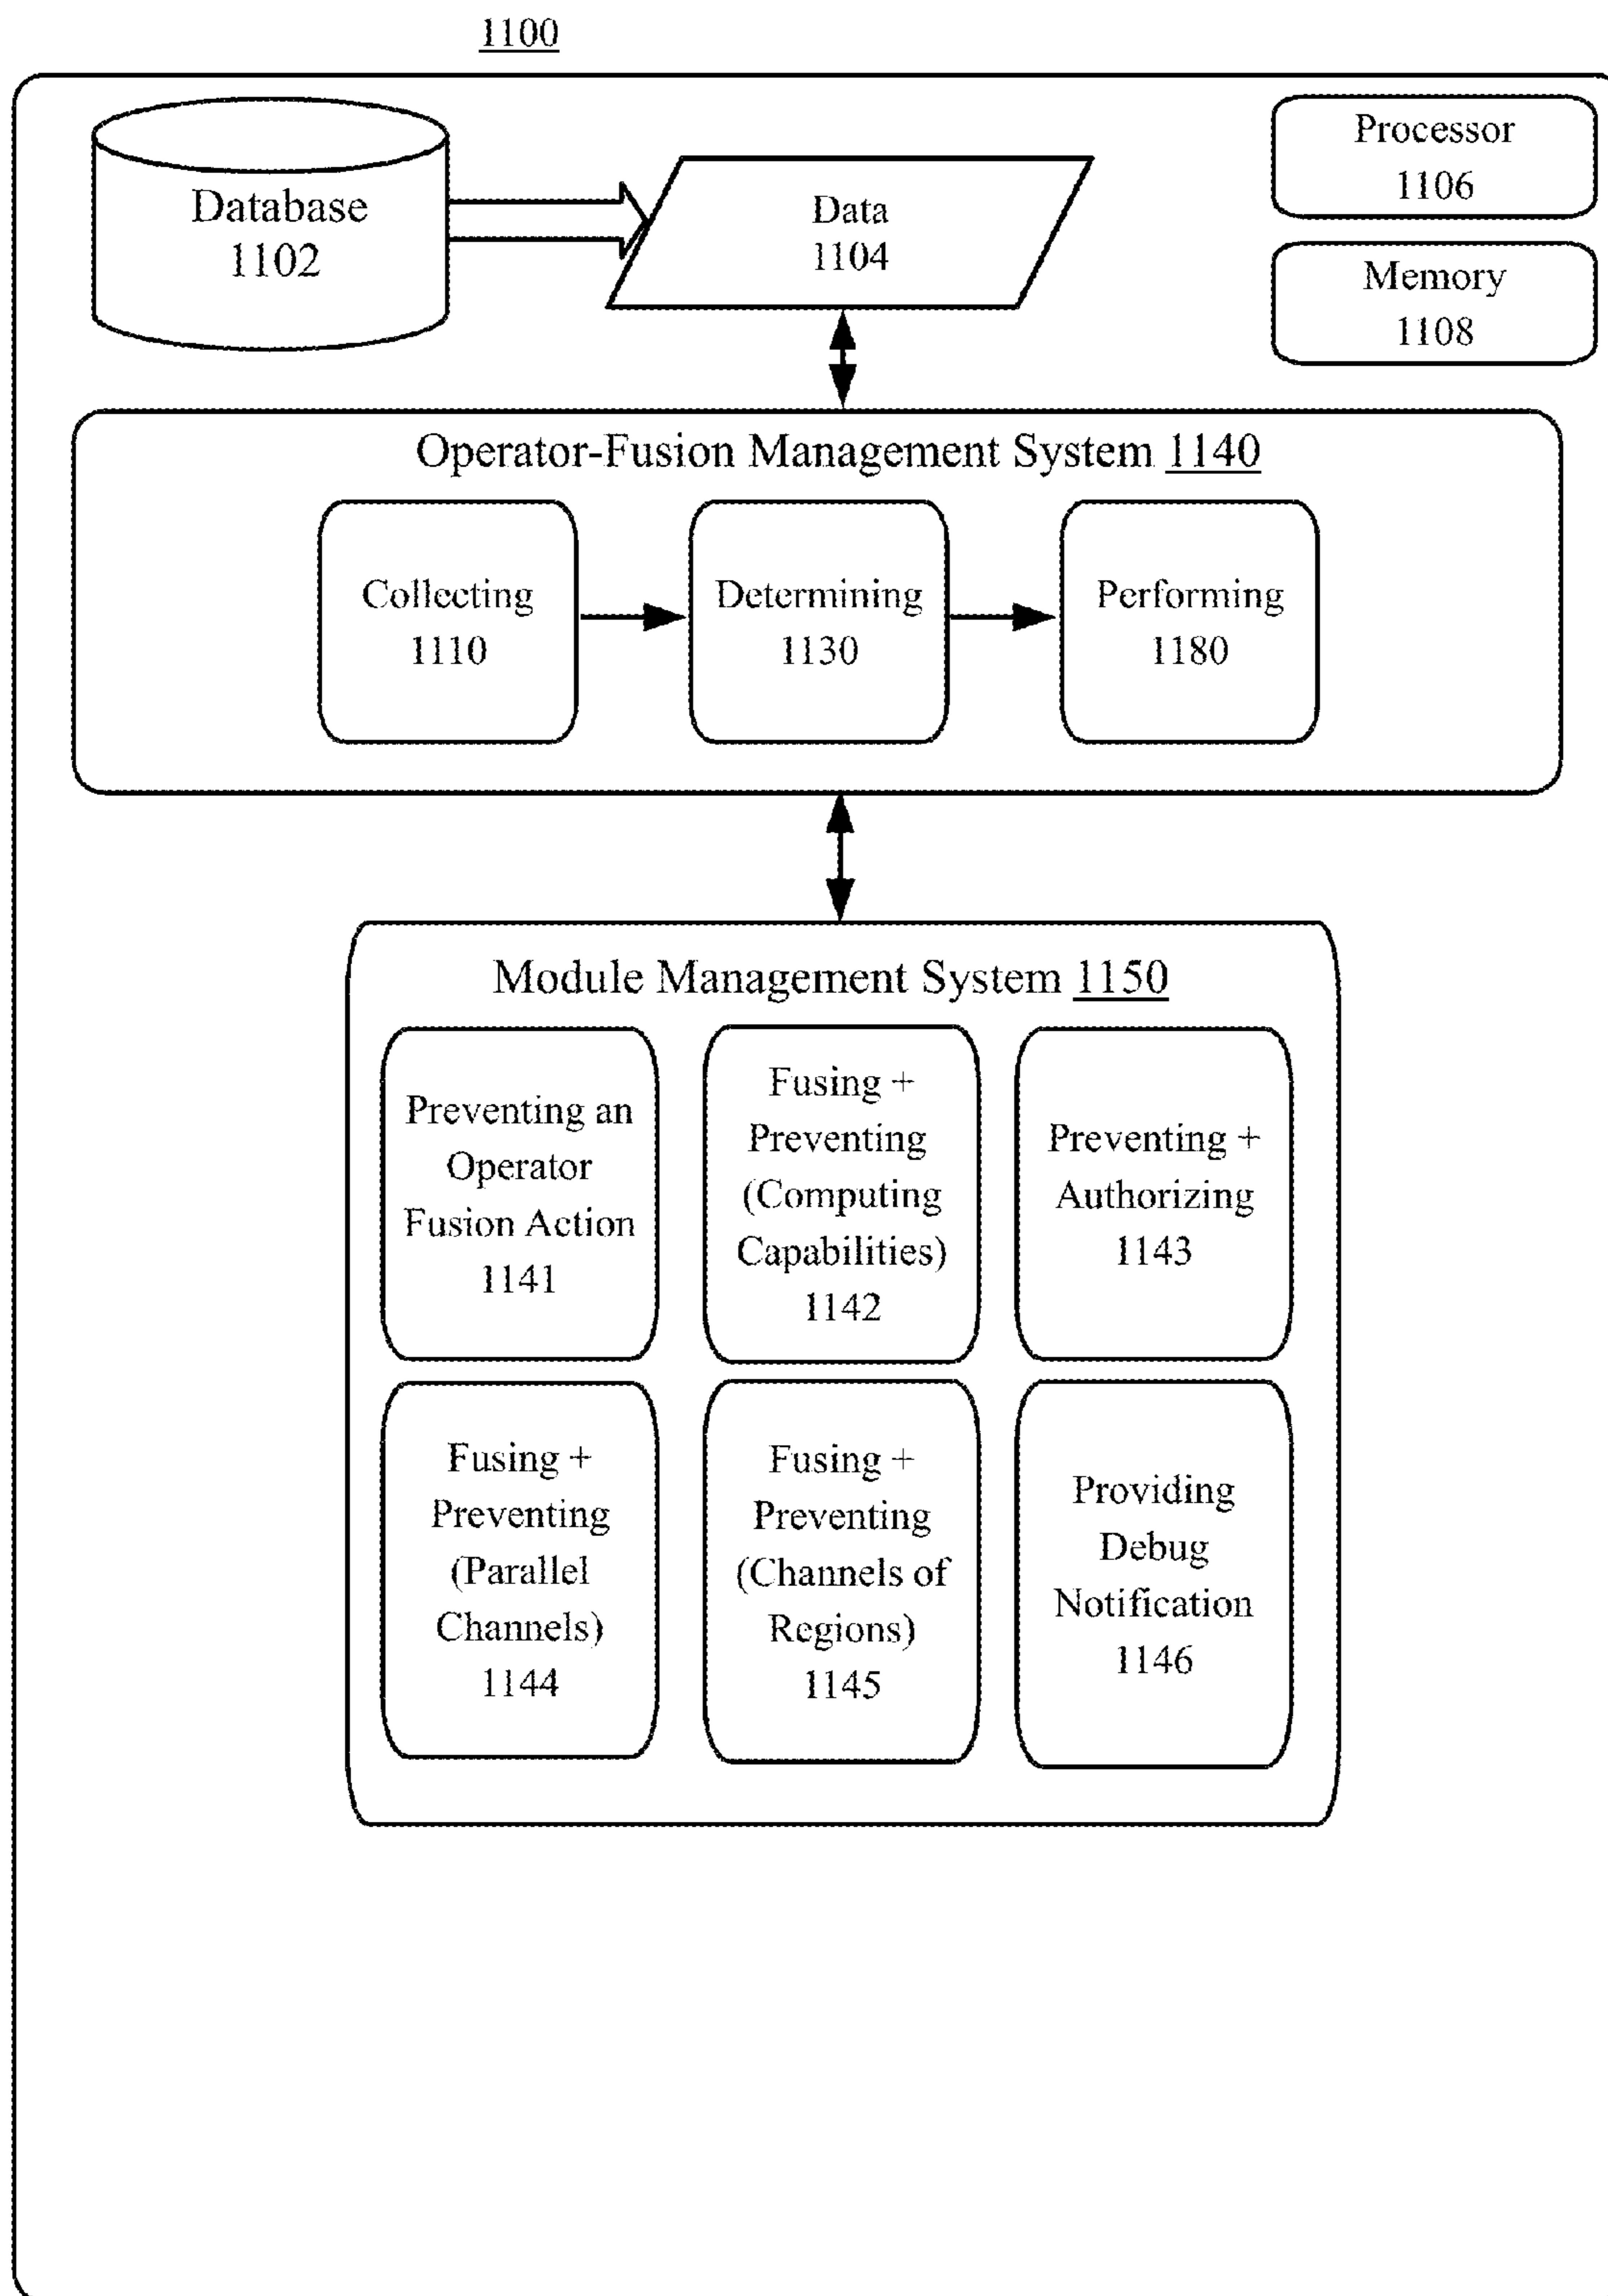 1100
Database
1102
Data
1104
Processor
1106
Memory
1108
Operator-Fusion Management System 1140
Collecting
1110
Determining
1130
Performing
1180
Module Management System 1150
Preventing an
Operator
Fusion Action
1141
Fusing +
Preventing
(Computing
Capabilities)
1142
Preventing +
Authorizing
1143
Fusing +
Preventing
(Parallel
Channels)
1144
Fusing +
Preventing
(Channels of
Regions)
1145
Providing
Debug
Notification
1146